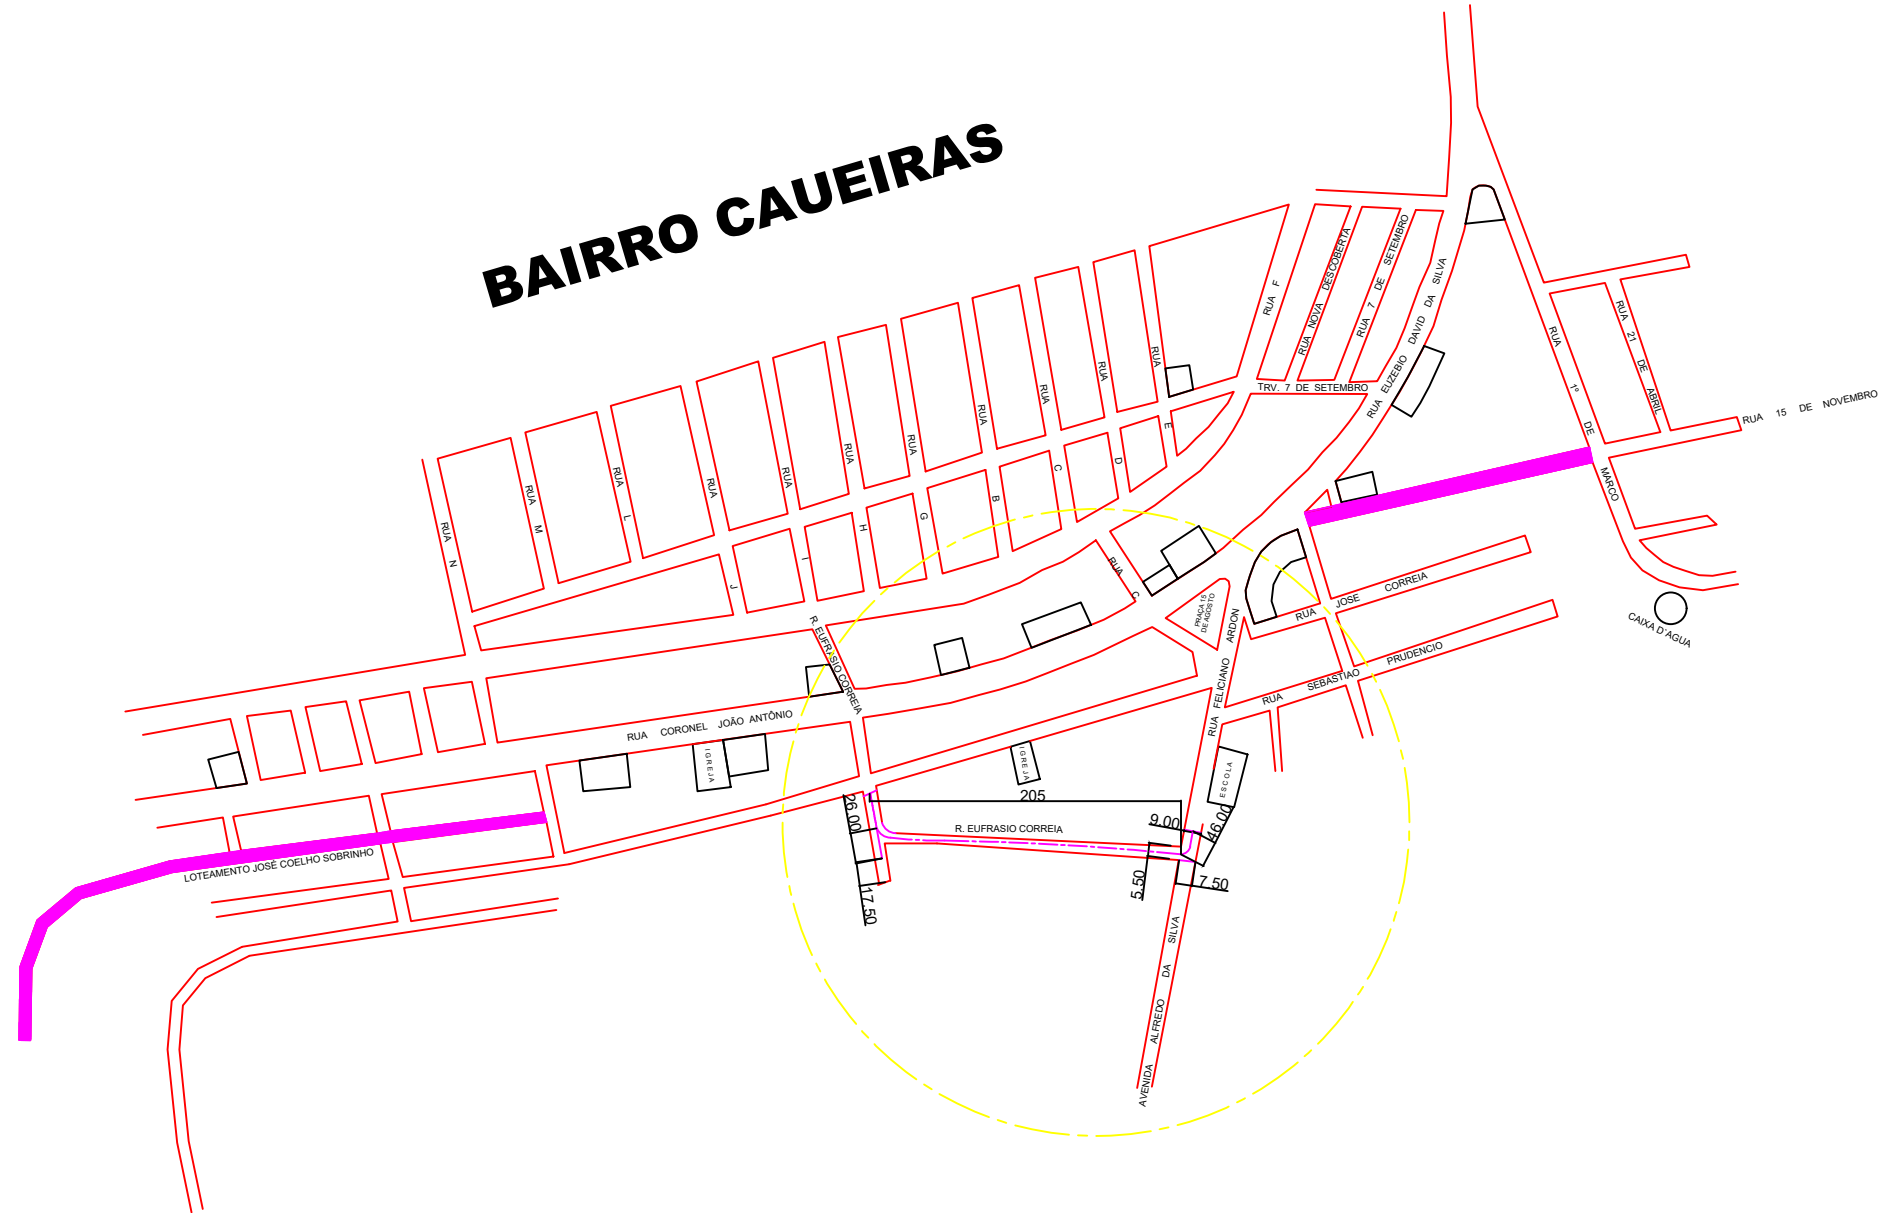 BAIRRO CAUEIRAS
RUA F
RUA NOVA DESCOBERTA
RUA 7 DE SETEMBRO
RUA EUZEBIO DAVID DA SILVA
TRV. 7 DE SETEMBRO
RUA 1º DE MARCO
RUA 21 DE ABRIL
RUA 15 DE NOVEMBRO
RUA N
RUA M
RUA L
RUA J
RUA I
RUA H
RUA G
RUA B
RUA C
RUA D
RUA E
RUA C
PRAÇA 15
DE AGOSTO
RUA FELICIANO ARDON
RUA JOSE CORREIA
RUA SEBASTIAO PRUDENCIO
CAIXA D'AGUA
R. EUFRASIO CORREIA
RUA CORONEL JOÃO ANTÔNIO
IGREJA
IGREJA
ESCOLA
205
26.00
17.50
R. EUFRASIO CORREIA
9.00
46.00
5.50
7.50
LOTEAMENTO JOSÉ COELHO SOBRINHO
AVENIDA ALFREDO DA SILVA